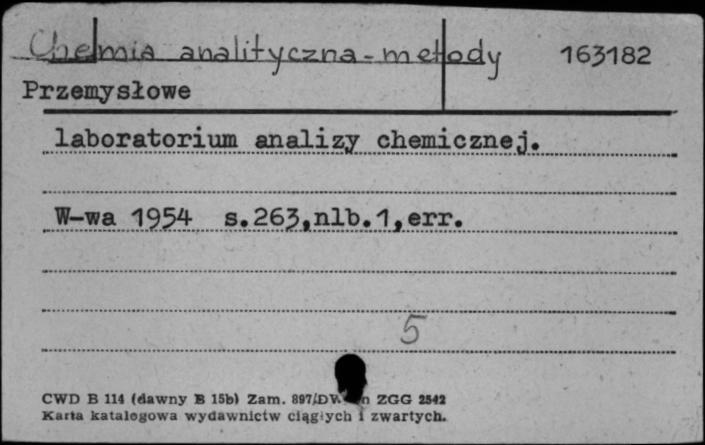 Chemia analityczna - metody 163182
Przemysłowe
laboratorium analizy chemicznej.
W-wa 1954 s.263,nlb.1,err.
5
CWD B 114 (dawny B 15b) Zam. 897/DW n ZGG 2542
Karta katalogowa wydawnictw ciągłych i zwartych.